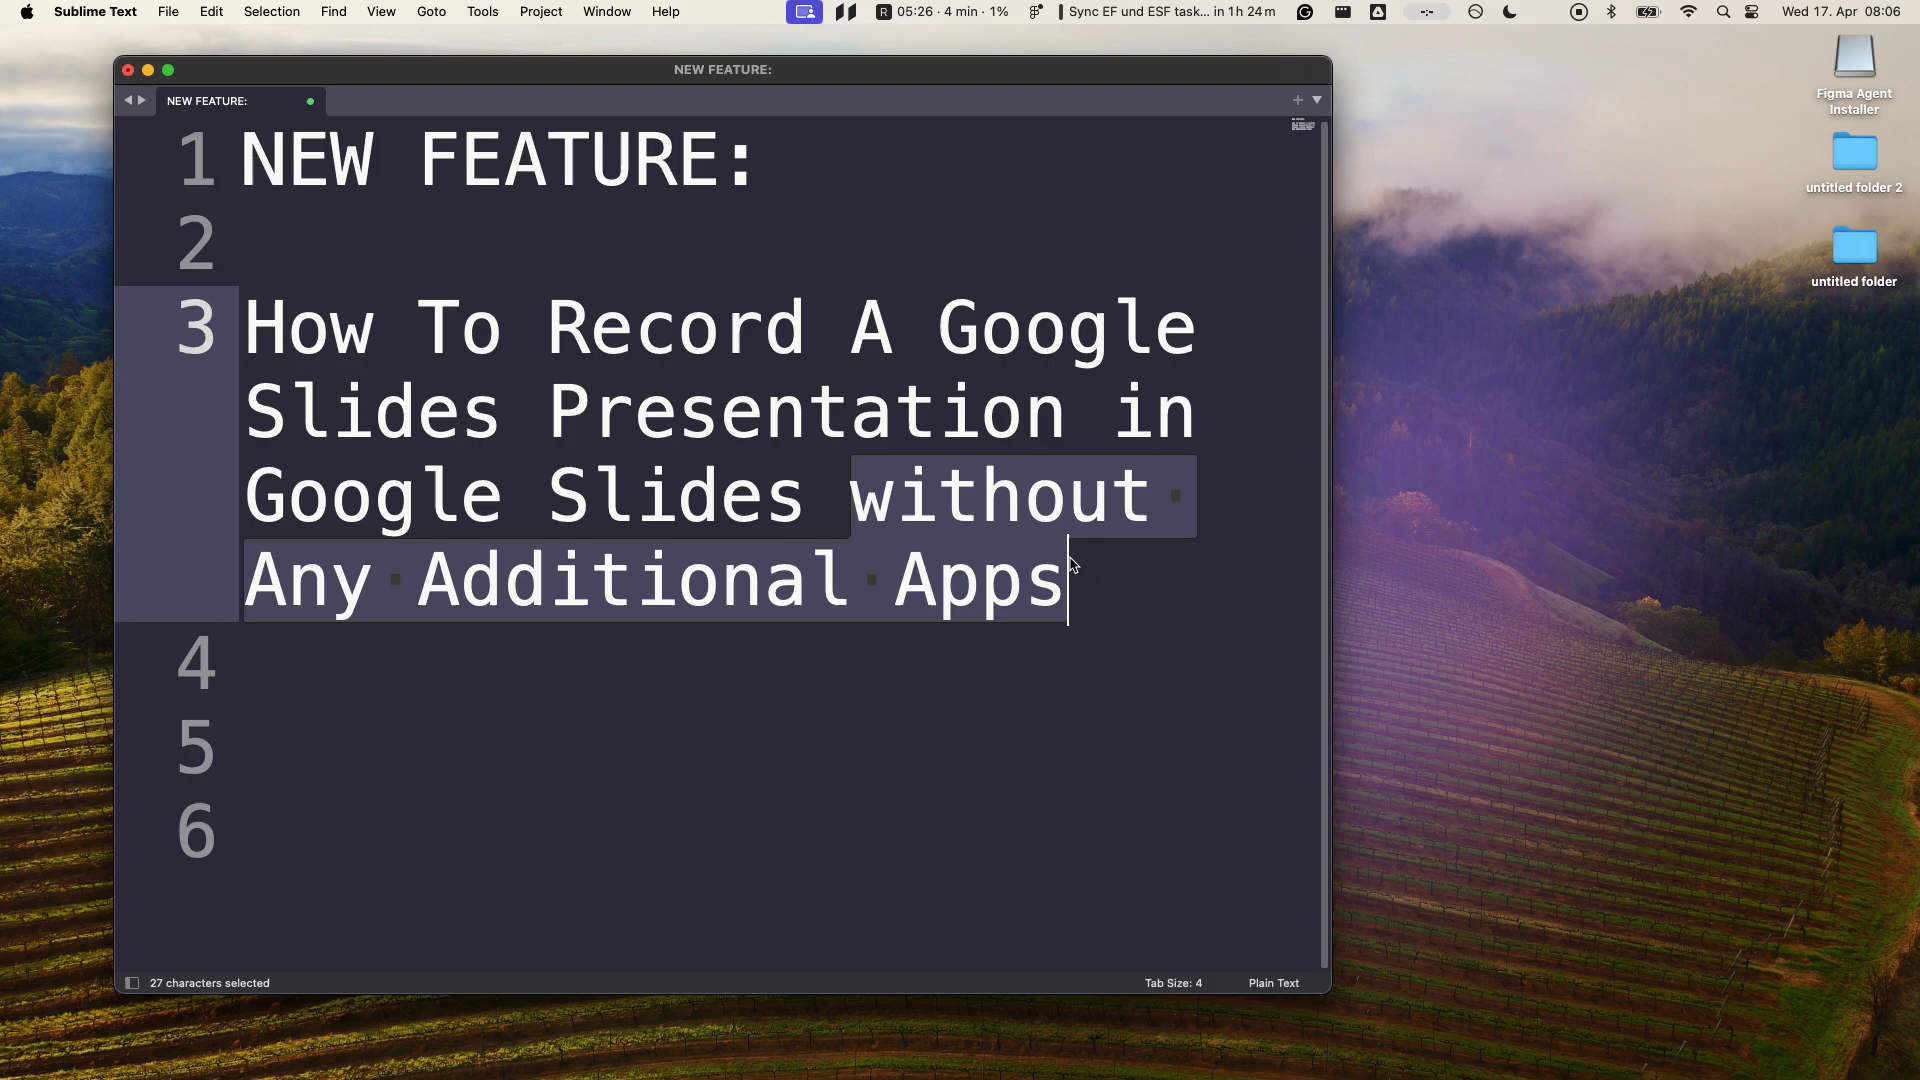 Sublime Text File Edit Selection Find View Goto Tools Project Window Help R 05:26 · 4 min · 1% Sync EF und ESF task... in 1h 24m Wed 17. Apr 08:06
NEW FEATURE:
NEW FEATURE:
1 NEW FEATURE:
2
3 How To Record A Google
Slides Presentation in
Google Slides without
Any Additional Apps
4
5
6
27 characters selected Tab Size: 4 Plain Text
Figma Agent
Installer
untitled folder 2
untitled folder